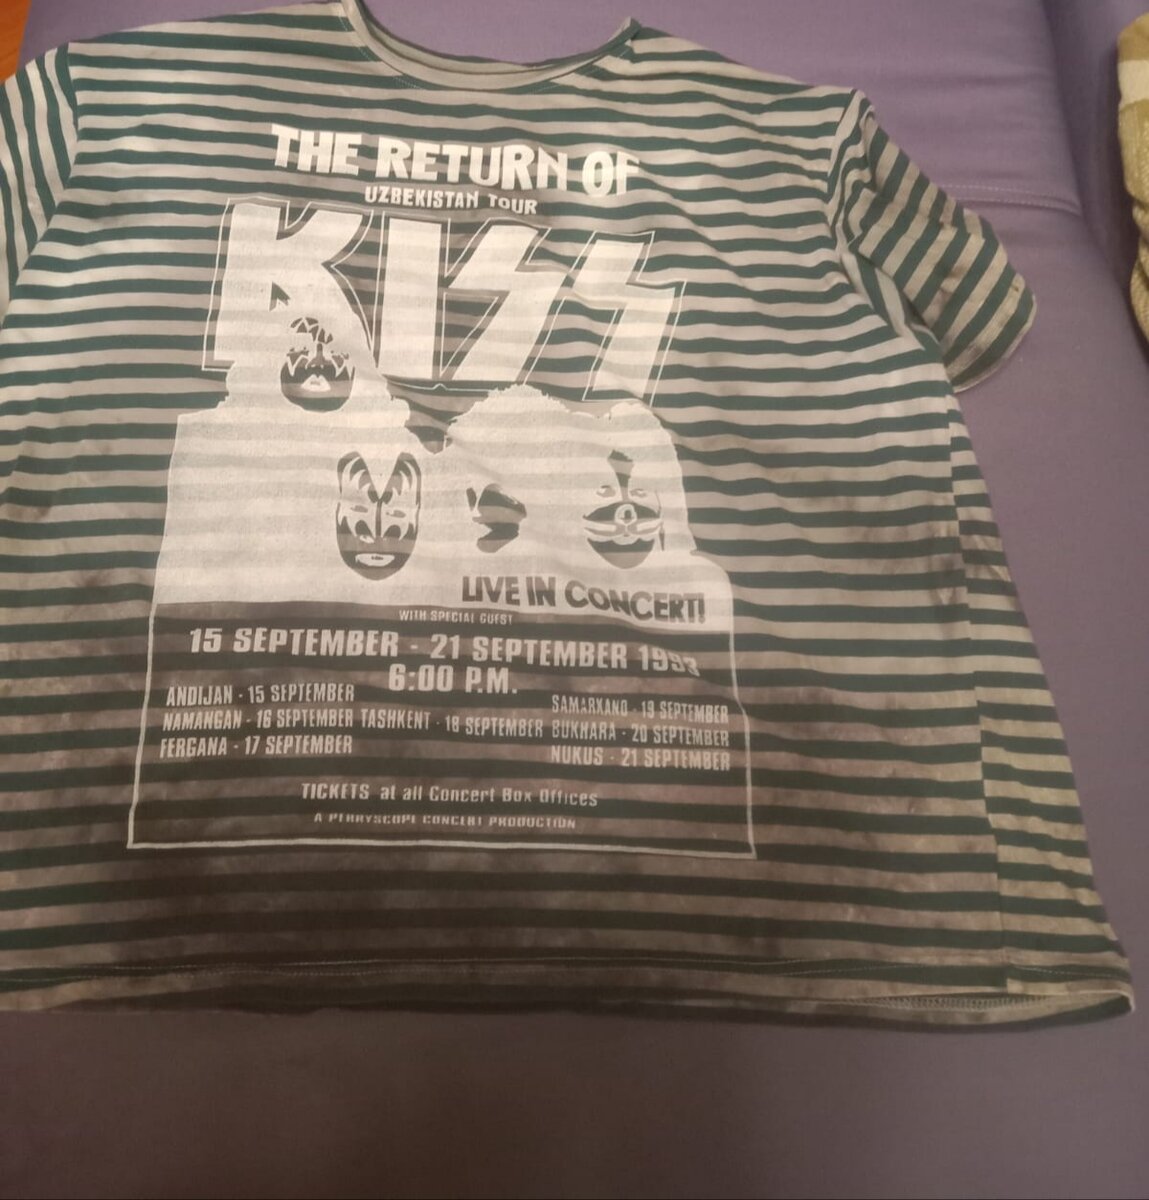 THE RETURN OF
UZBEKISTAN TOUR
KISS
LIVE IN CONCERT!
WITH SPECIAL GUEST
15 SEPTEMBER - 21 SEPTEMBER 1993
6:00 P.M.
ANDIJAN - 15 SEPTEMBER
NAMANGAN - 16 SEPTEMBER
FERGANA - 17 SEPTEMBER
TASHKENT - 18 SEPTEMBER
SAMARXAND - 19 SEPTEMBER
BUKHARA - 20 SEPTEMBER
NUKUS - 21 SEPTEMBER
TICKETS at all Concert Box Offices
A PERRYSCOPE CONCERT PRODUCTION